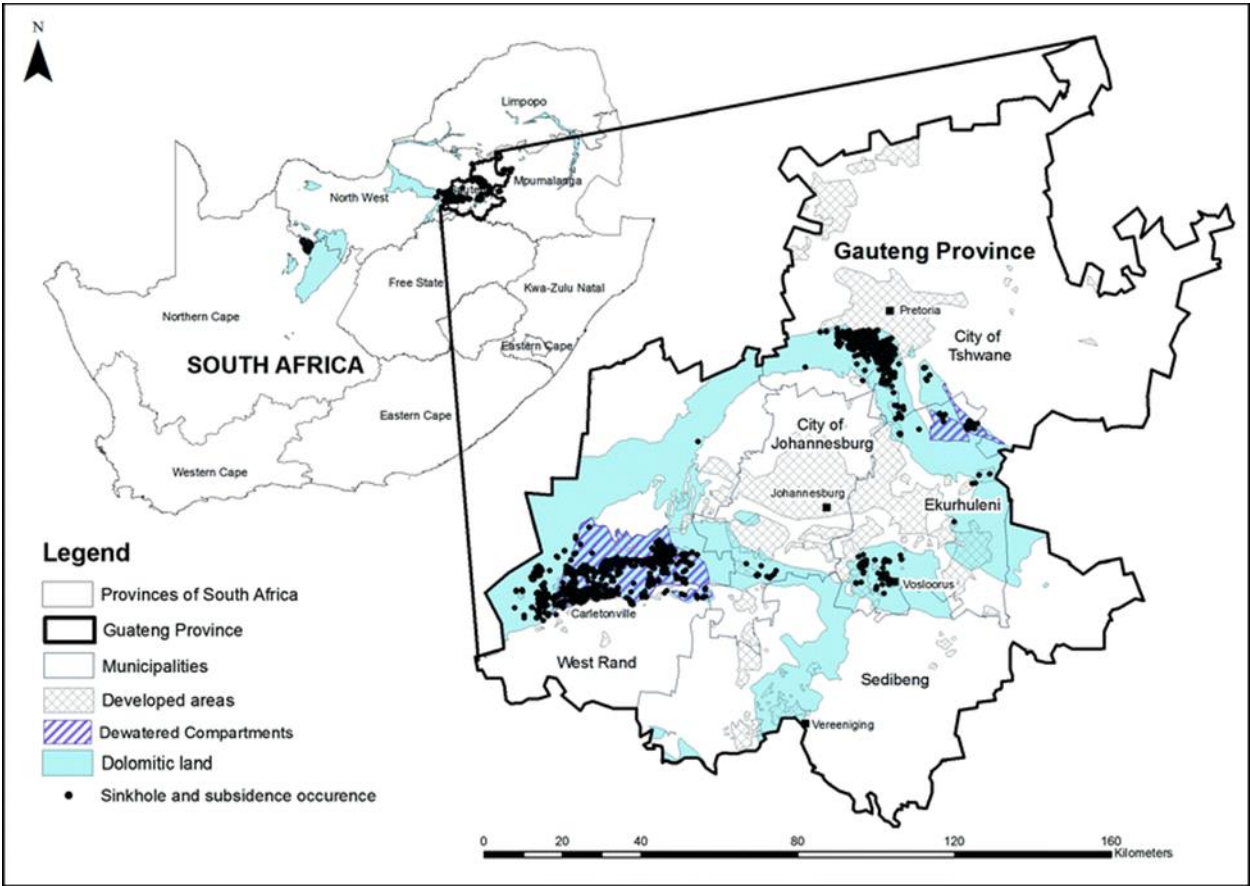 N
Limpopo
North West
Mpumalanga
Free State
Kwa-Zulu Natal
Northern Cape
SOUTH AFRICA
Eastern Cape
Eastern Cape
Western Cape
Gauteng Province
Pretoria
City of
Tshwane
City of
Johannesburg
Johannesburg
Ekurhuleni
Vosloorus
Carletonville
West Rand
Sedibeng
Vereeniging
Legend
Provinces of South Africa
Guateng Province
Municipalities
Developed areas
Dewatered Compartments
Dolomitic land
Sinkhole and subsidence occurence
0 20 40 80 120 160
Kilometers